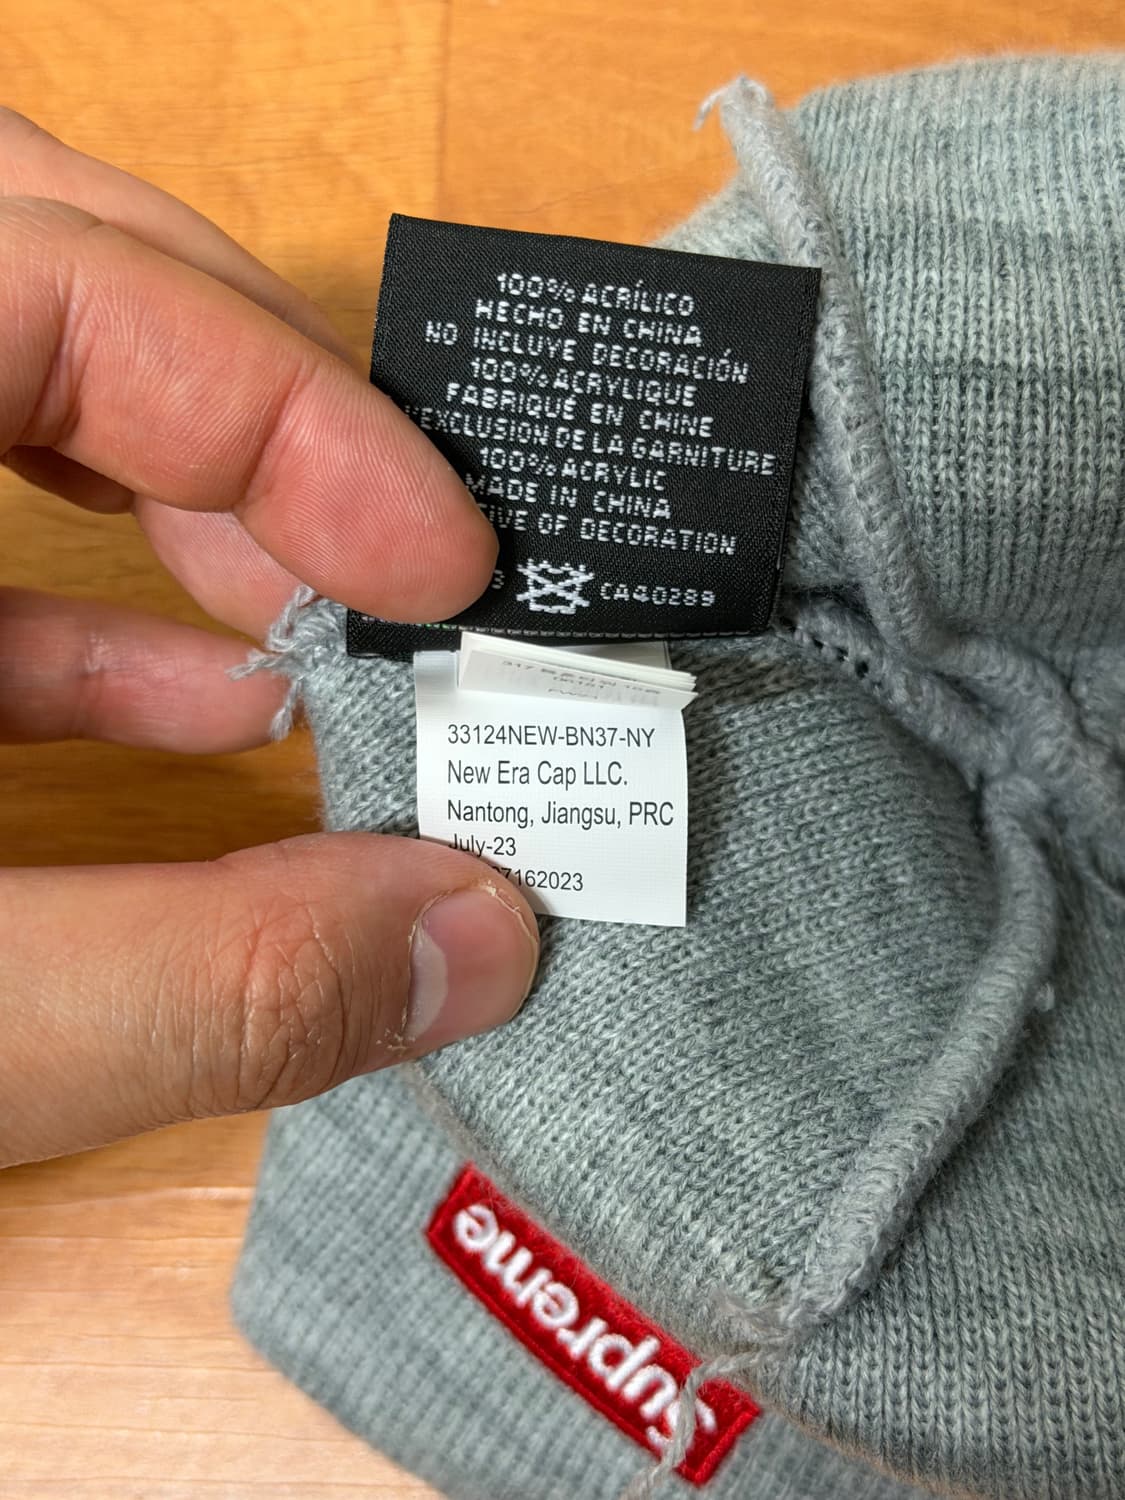 100% ACRÍLICO
HECHO EN CHINA
NO INCLUYE DECORACIÓN
100% ACRYLIQUE
FABRIQUÉ EN CHINE
EXCLUSION DE LA GARNITURE
100% ACRYLIC
MADE IN CHINA
OF DECORATION
CA40289
33124NEW-BN37-NY
New Era Cap LLC.
Nantong, Jiangsu, PRC
July-23
7162023
Supreme